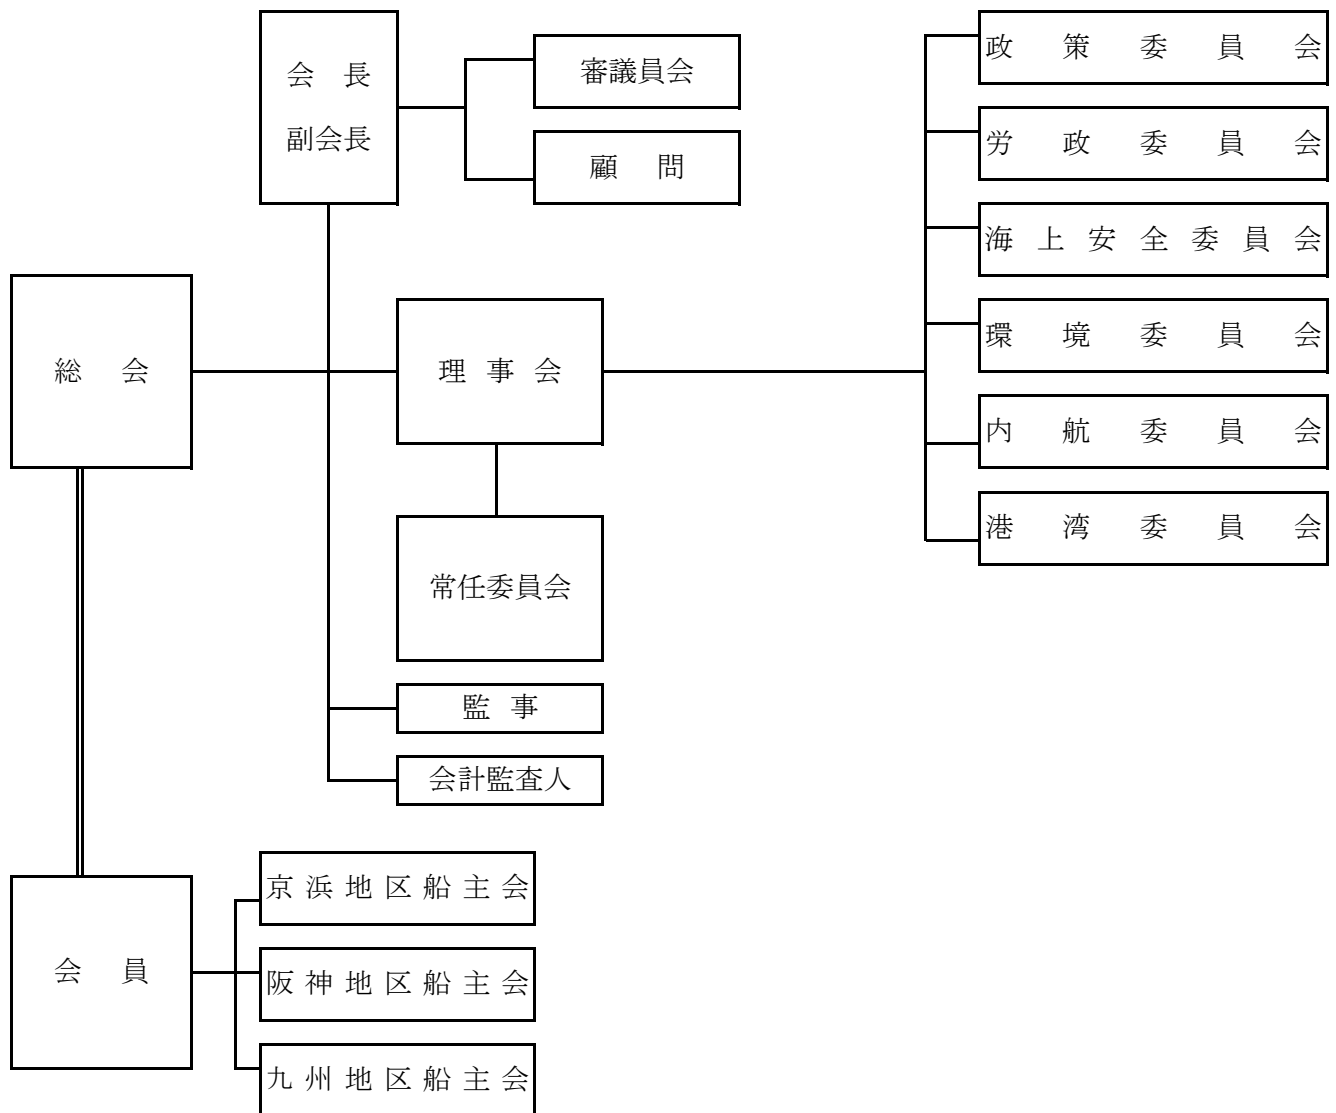 会長
副会長
審議員会
顧問
政策委員会
労政委員会
海上安全委員会
環境委員会
内航委員会
港湾委員会
総会
理事会
常任委員会
監事
会計監査人
会員
京浜地区船主会
阪神地区船主会
九州地区船主会